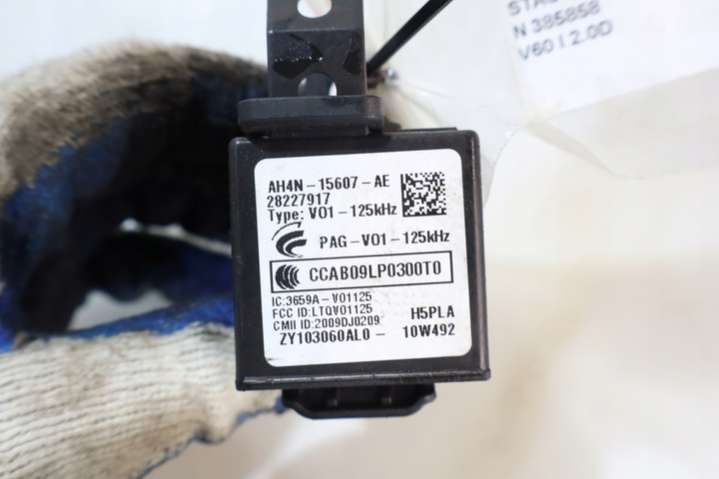 N 385858
V60 I 2.0D
AH4N-15607-AE
28227917
Type: V01-125kHz
PAG-V01-125kHz
CCAB09LP0300T0
IC:3659A-V01125
FCC ID:LTQV01125
CMII ID:2009DJ0209
H5PLA
ZY103060AL0- 10W492